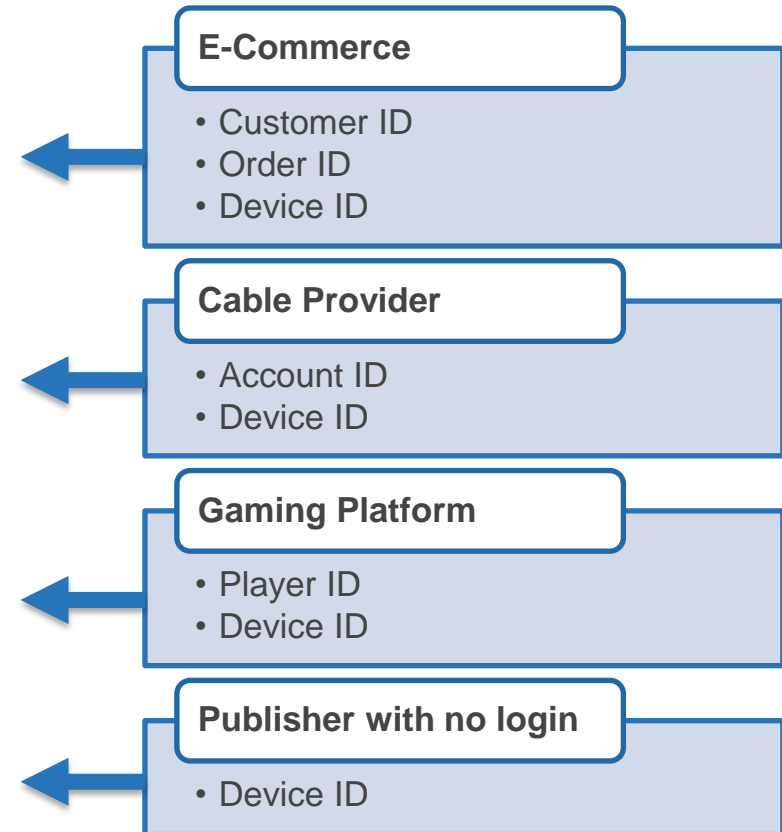 E-Commerce
• Customer ID
• Order ID
• Device ID
Cable Provider
• Account ID
• Device ID
Gaming Platform
• Player ID
• Device ID
Publisher with no login
• Device ID